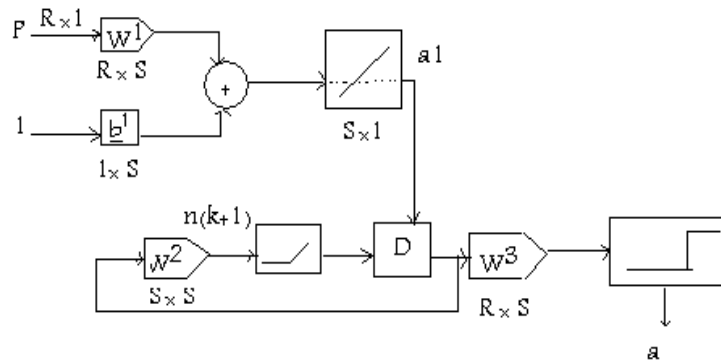 P R×1
W1
R×S
+
a1
1
b1
1×S
S×1
n(k+1)
W2
D
W3
S×S
R×S
a